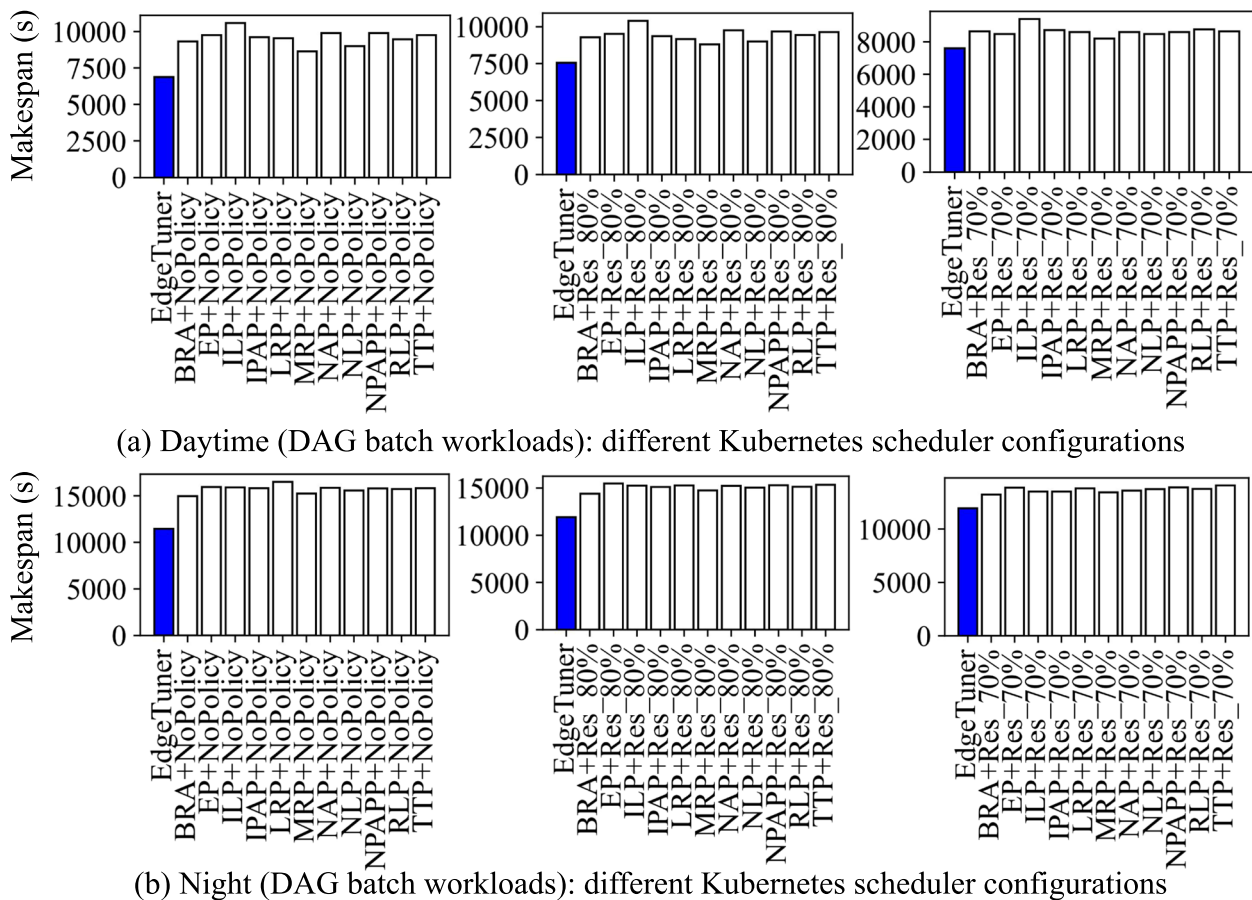 Makespan (s)
10000
7500
5000
2500
0
EdgeTuner
BRA+NoPolicy
EP+NoPolicy
ILP+NoPolicy
IPAP+NoPolicy
LRP+NoPolicy
MRP+NoPolicy
NAP+NoPolicy
NLP+NoPolicy
NPAPP+NoPolicy
RLP+NoPolicy
TTP+NoPolicy
10000
7500
5000
2500
0
EdgeTuner
BRA+Res_80%
EP+Res_80%
ILP+Res_80%
IPAP+Res_80%
LRP+Res_80%
MRP+Res_80%
NAP+Res_80%
NLP+Res_80%
NPAPP+Res_80%
RLP+Res_80%
TTP+Res_80%
8000
6000
4000
2000
0
EdgeTuner
BRA+Res_70%
EP+Res_70%
ILP+Res_70%
IPAP+Res_70%
LRP+Res_70%
MRP+Res_70%
NAP+Res_70%
NLP+Res_70%
NPAPP+Res_70%
RLP+Res_70%
TTP+Res_70%
(a) Daytime (DAG batch workloads): different Kubernetes scheduler configurations
Makespan (s)
15000
10000
5000
0
EdgeTuner
BRA+NoPolicy
EP+NoPolicy
ILP+NoPolicy
IPAP+NoPolicy
LRP+NoPolicy
MRP+NoPolicy
NAP+NoPolicy
NLP+NoPolicy
NPAPP+NoPolicy
RLP+NoPolicy
TTP+NoPolicy
15000
10000
5000
0
EdgeTuner
BRA+Res_80%
EP+Res_80%
ILP+Res_80%
IPAP+Res_80%
LRP+Res_80%
MRP+Res_80%
NAP+Res_80%
NLP+Res_80%
NPAPP+Res_80%
RLP+Res_80%
TTP+Res_80%
10000
5000
0
EdgeTuner
BRA+Res_70%
EP+Res_70%
ILP+Res_70%
IPAP+Res_70%
LRP+Res_70%
MRP+Res_70%
NAP+Res_70%
NLP+Res_70%
NPAPP+Res_70%
RLP+Res_70%
TTP+Res_70%
(b) Night (DAG batch workloads): different Kubernetes scheduler configurations